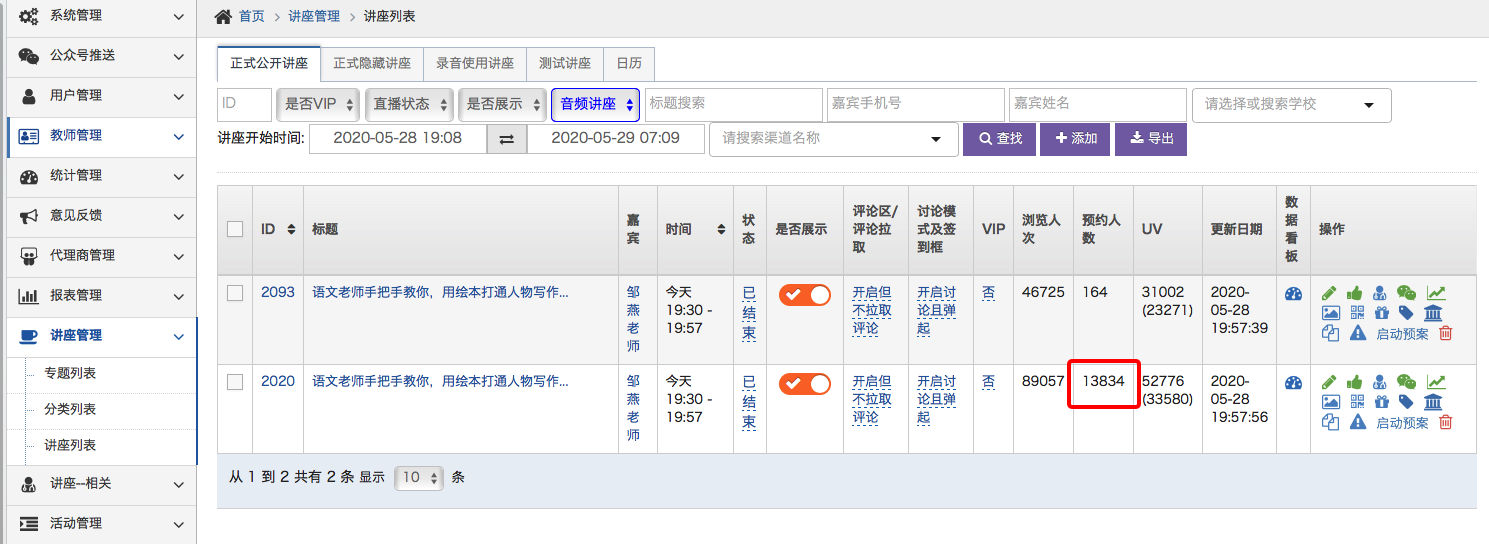 系统管理
公众号推送
用户管理
教师管理
统计管理
意见反馈
代理商管理
报表管理
讲座管理
专题列表
分类列表
讲座列表
讲座--相关
活动管理
首页 > 讲座管理 > 讲座列表
正式公开讲座 正式隐藏讲座 录音使用讲座 测试讲座 日历
ID 是否VIP 直播状态 是否展示 音频讲座 标题搜索 嘉宾手机号 嘉宾姓名 请选择或搜索学校
讲座开始时间: 2020-05-28 19:08 2020-05-29 07:09 请搜索渠道名称 查找 添加 导出
ID 标题 嘉宾 时间 状态 是否展示 评论区/评论拉取 讨论模式及签到框 VIP 浏览人次 预约人数 UV 更新日期 数据看板 操作
2093 语文老师手把手教你，用绘本打通人物写作... 邹燕老师 今天 19:30 - 19:57 已结束 开启但不拉取评论 开启讨论且弹起 否 46725 164 31002 (23271) 2020-05-28 19:57:39 启动预案
2020 语文老师手把手教你，用绘本打通人物写作... 邹燕老师 今天 19:30 - 19:57 已结束 开启但不拉取评论 开启讨论且弹起 否 89057 13834 52776 (33580) 2020-05-28 19:57:56 启动预案
从 1 到 2 共有 2 条 显示 10 条